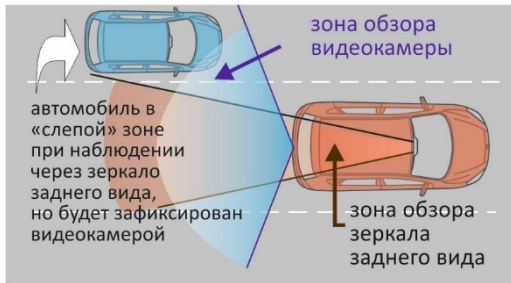 зона обзора
видеокамеры
автомобиль в
«слепой» зоне
при наблюдении
через зеркало
заднего вида,
но будет зафиксирован
видеокамерой
зона обзора
зеркала
заднего вида